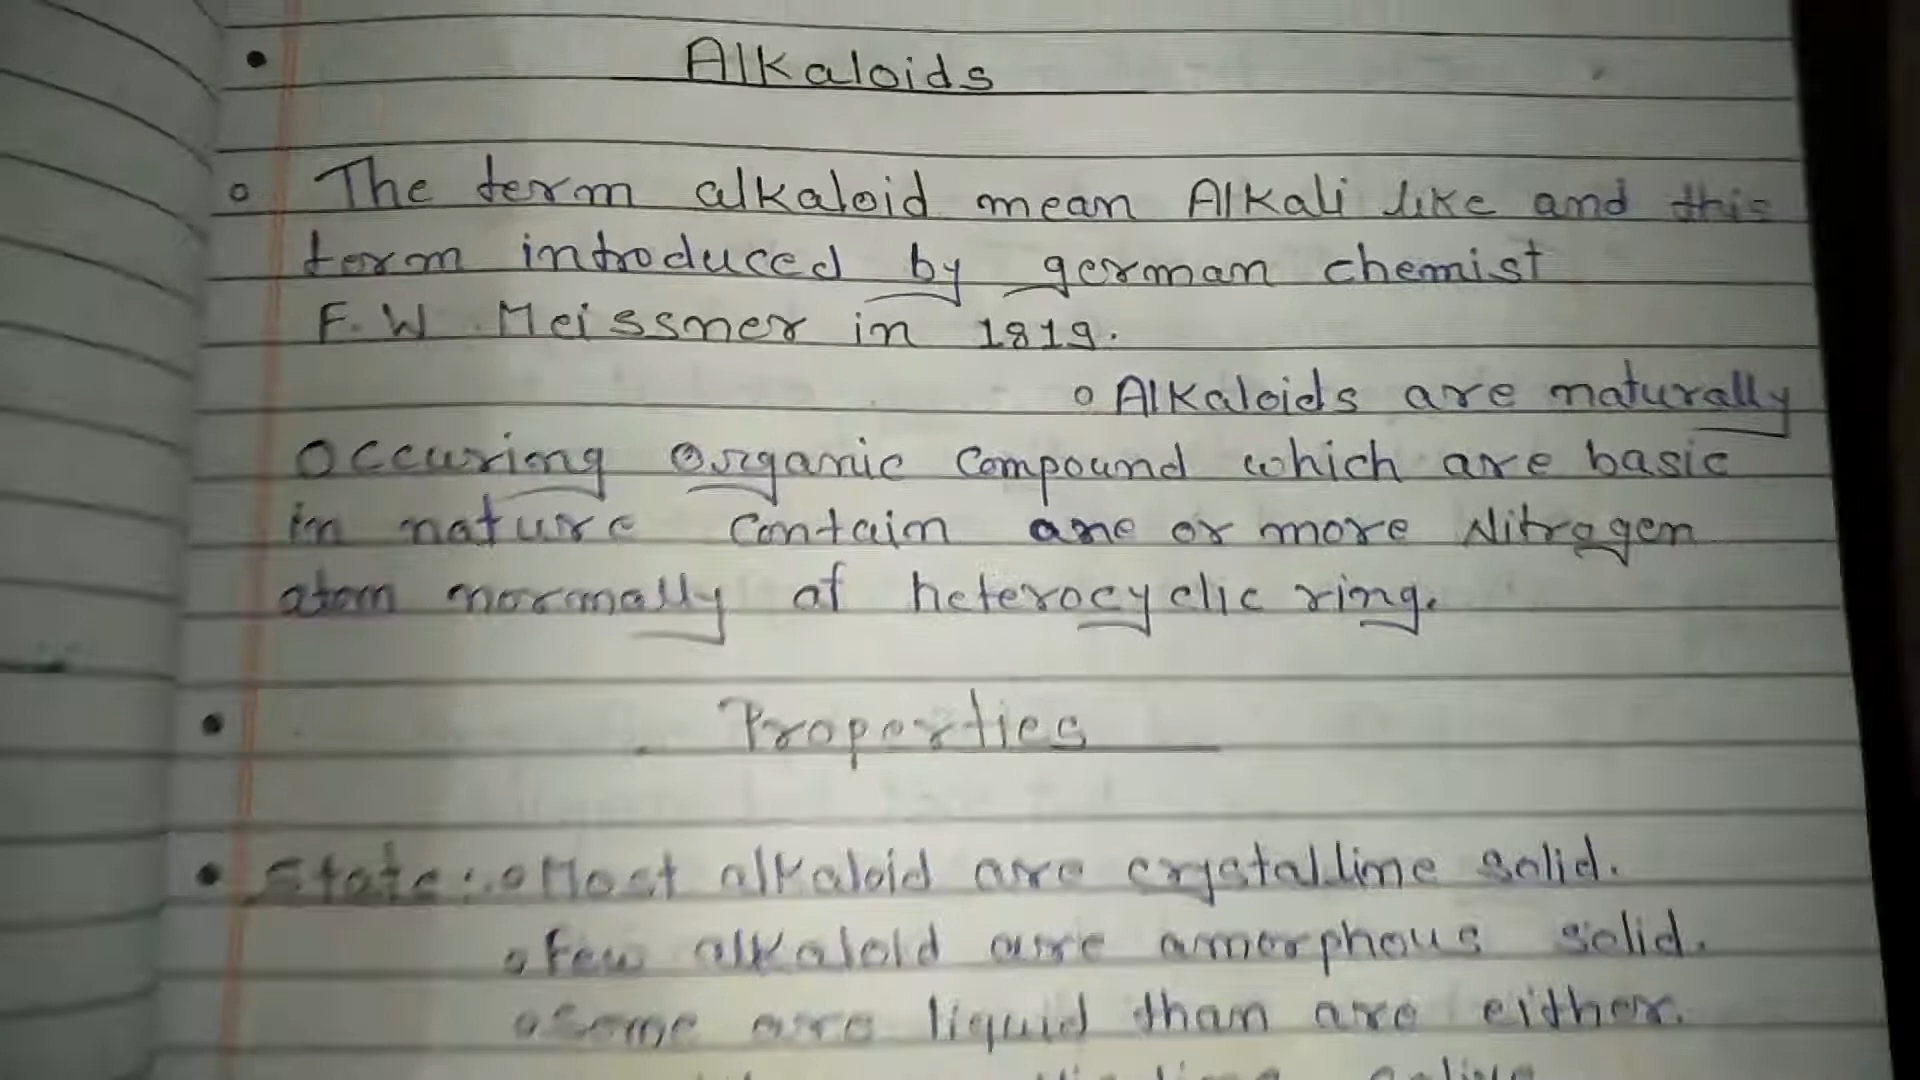 Alkaloids
The term alkaloid mean Alkali like and this
term introduced by german chemist
F.W. Meissner in 1819.
Alkaloids are naturally
Occuring organic compound which are basic
in nature contain one or more Nitrogen
atom normally of heterocyclic ring.
Properties
State: Most alkaloid are crystalline solid.
Few alkaloid are amorphous solid.
Some are liquid than are either.